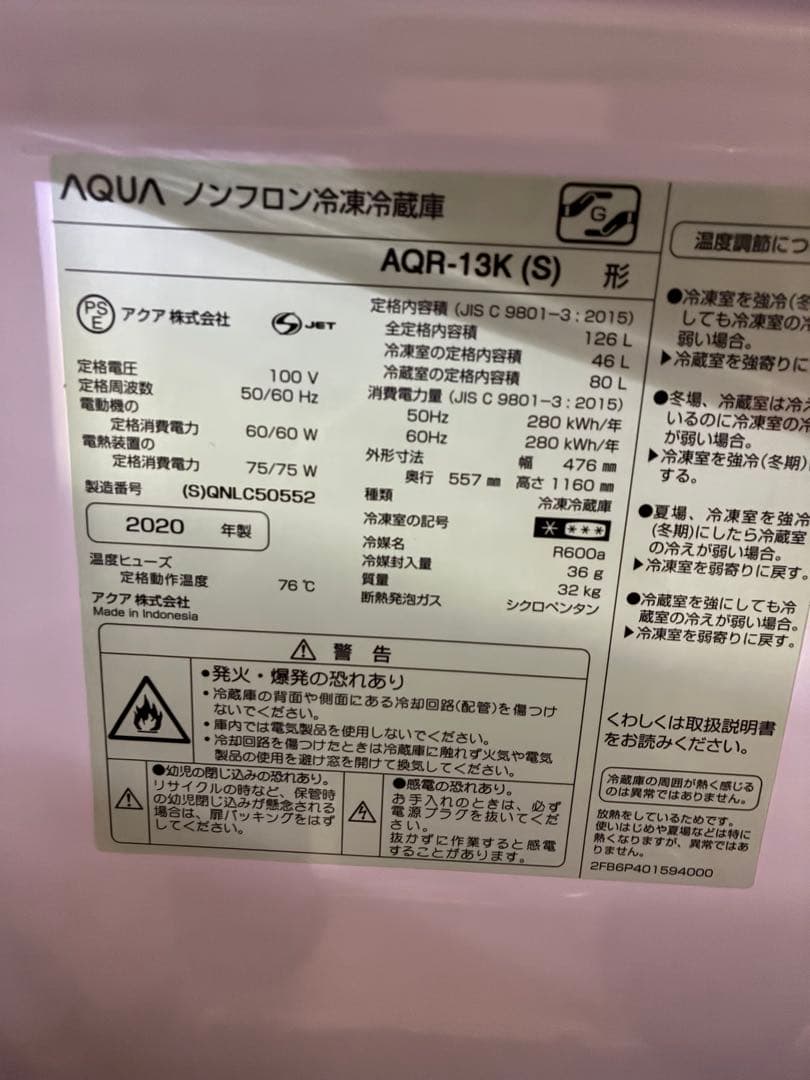 AQUA ノンフロン冷凍冷蔵庫
G
AQR-13K (S) 形
PS
E
アクア 株式会社
S JET
定格電圧 100 V
定格周波数 50/60 Hz
電動機の
定格消費電力 60/60 W
電熱装置の
定格消費電力 75/75 W
製造番号 (S)QNLC50552
2020 年製
温度ヒューズ
定格動作温度 76 ℃
アクア 株式会社
Made in Indonesia
定格内容積 (JIS C 9801-3 : 2015)
全定格内容積 126 L
冷凍室の定格内容積 46 L
冷蔵室の定格内容積 80 L
消費電力量 (JIS C 9801-3 : 2015)
50Hz 280 kWh/年
60Hz 280 kWh/年
外形寸法 幅 476 ㎜
奥行 557 ㎜ 高さ 1160 ㎜
種類 冷凍冷蔵庫
冷凍室の記号
冷媒名 R600a
冷媒封入量 36 g
質量 32 kg
断熱発泡ガス シクロペンタン
警 告
●発火・爆発の恐れあり
・冷蔵庫の背面や側面にある冷却回路(配管)を傷つけ
ないでください。
・庫内では電気製品を使用しないでください。
・冷却回路を傷つけたときは冷蔵庫に触れず火気や電気
製品の使用を避け窓を開けて換気してください。
●幼児の閉じ込みの恐れあり。
リサイクルの時など、保管時
の幼児閉じ込みが懸念される
場合は、扉パッキングをはず
してください。
●感電の恐れあり。
お手入れのときは、必ず
電源プラグを抜いてくだ
さい。
抜かずに作業すると感電
することがあります。
温度調節につ
●冷凍室を強冷(冬
しても冷凍室の冷
弱い場合。
▶冷蔵室を強寄りに
●冬場、冷蔵室は冷え
いるのに冷凍室の冷
が弱い場合。
▶冷凍室を強冷(冬期)
する。
●夏場、冷凍室を強冷
(冬期)にしたら冷蔵室
の冷えが弱い場合。
▶冷凍室を弱寄りに戻す。
●冷蔵室を強にしても冷
蔵室の冷えが弱い場合。
▶冷凍室を弱寄りに戻す。
くわしくは取扱説明書
をお読みください。
冷蔵庫の周囲が熱く感じる
のは異常ではありません。
放熱をしているためです。
使いはじめや夏場などは特に
熱くなりますが、異常ではあ
りません。
2FB6P401594000